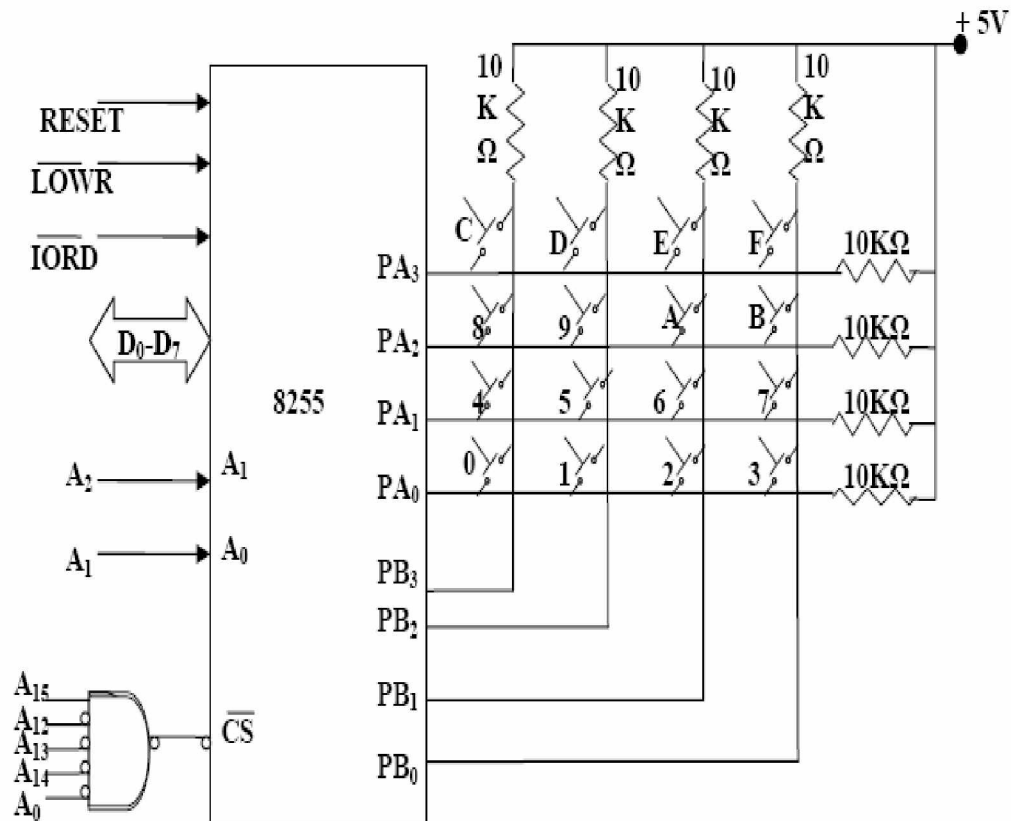 + 5V
10 10 10 10
K K K K
Ω Ω Ω Ω
RESET
LOWR
IORD
D₀-D₇
8255
C D E F
PA₃ 10KΩ
8 9 A B
PA₂ 10KΩ
4 5 6 7
PA₁ 10KΩ
0 1 2 3
PA₀ 10KΩ
A₂ A₁
A₁ A₀
PB₃
PB₂
PB₁
PB₀
A₁₅
A₁₂
A₁₃
A₁₄
A₀
CS